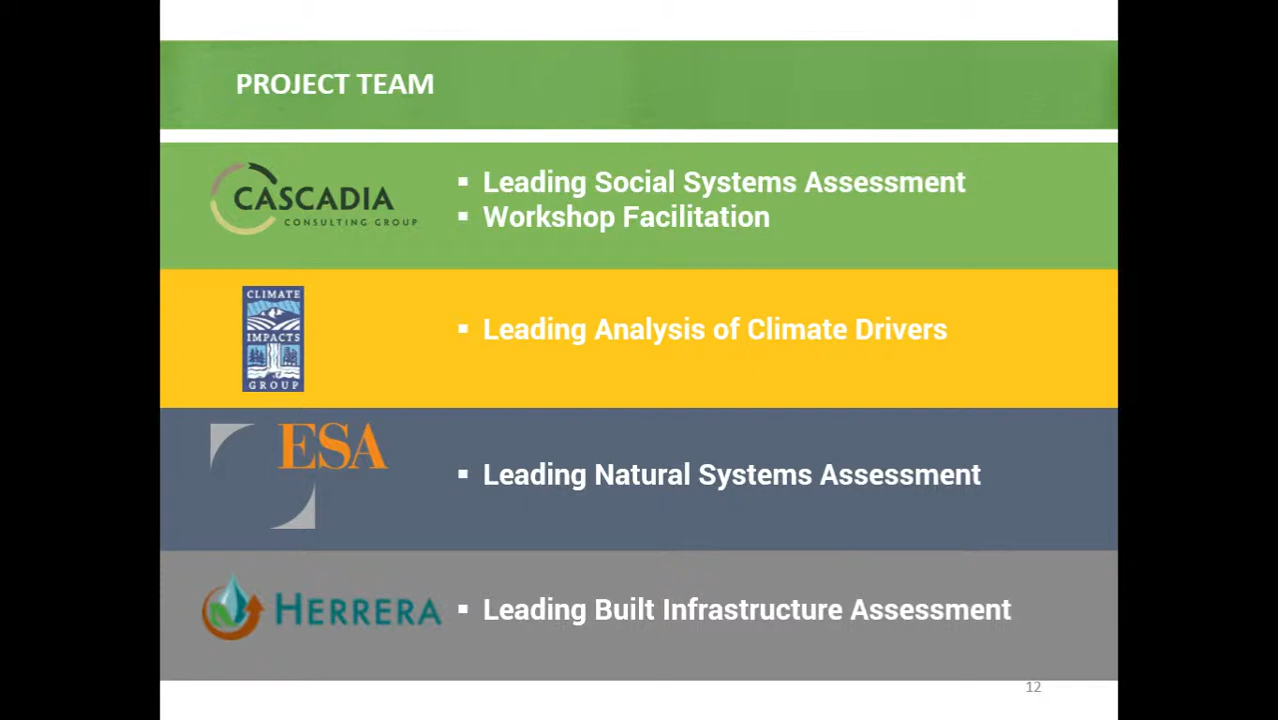 PROJECT TEAM
CASCADIA
CONSULTING GROUP
▪ Leading Social Systems Assessment
▪ Workshop Facilitation
CLIMATE
IMPACTS
GROUP
▪ Leading Analysis of Climate Drivers
ESA
▪ Leading Natural Systems Assessment
HERRERA
▪ Leading Built Infrastructure Assessment
12